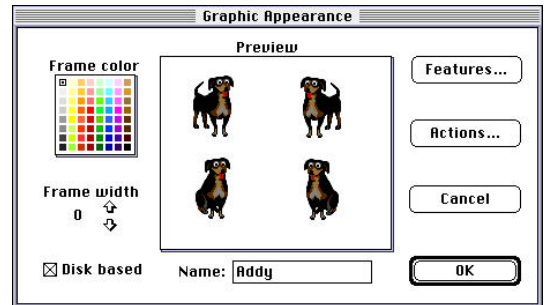 Graphic Appearance
Frame color
Preview
Features...
Actions...
Frame width
0
Cancel
Disk based
Name: Addy
OK